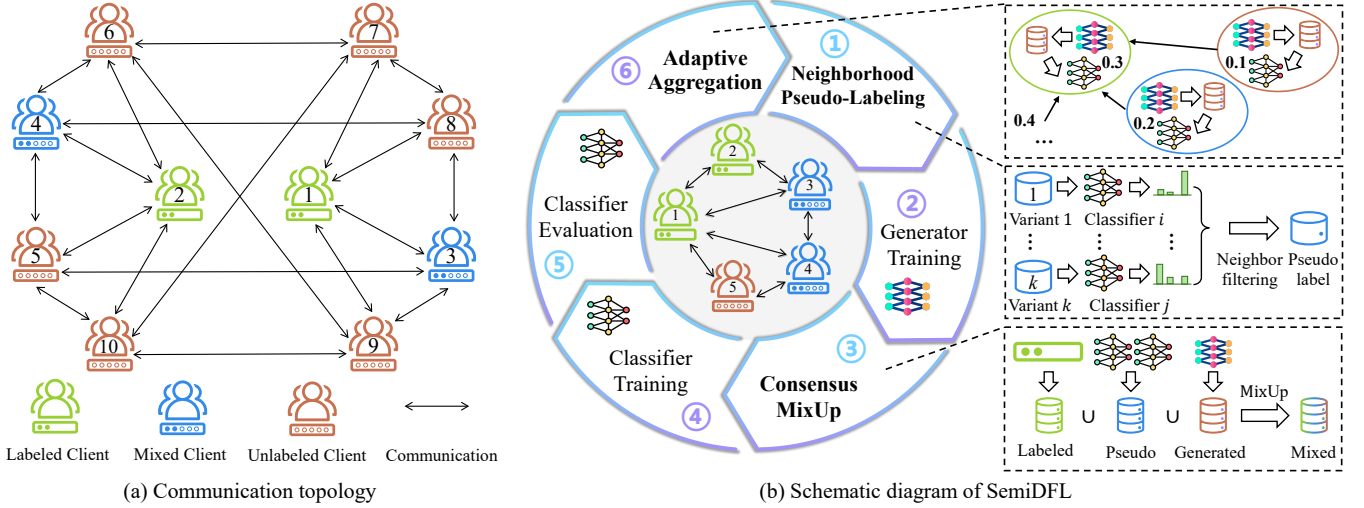 6
7
4
8
2
1
5
3
10
9
Labeled Client
Mixed Client
Unlabeled Client
Communication
(a) Communication topology
①
Neighborhood
Pseudo-Labeling
②
Generator
Training
③
Consensus
MixUp
④
Classifier
Training
⑤
Classifier
Evaluation
⑥
Adaptive
Aggregation
2
3
1
4
5
0.3
0.1
0.2
0.4
...
1
Variant 1
Classifier i
k
Variant k
Classifier j
Neighbor
filtering
Pseudo
label
MixUp
∪
∪
Labeled
Pseudo
Generated
Mixed
(b) Schematic diagram of SemiDFL